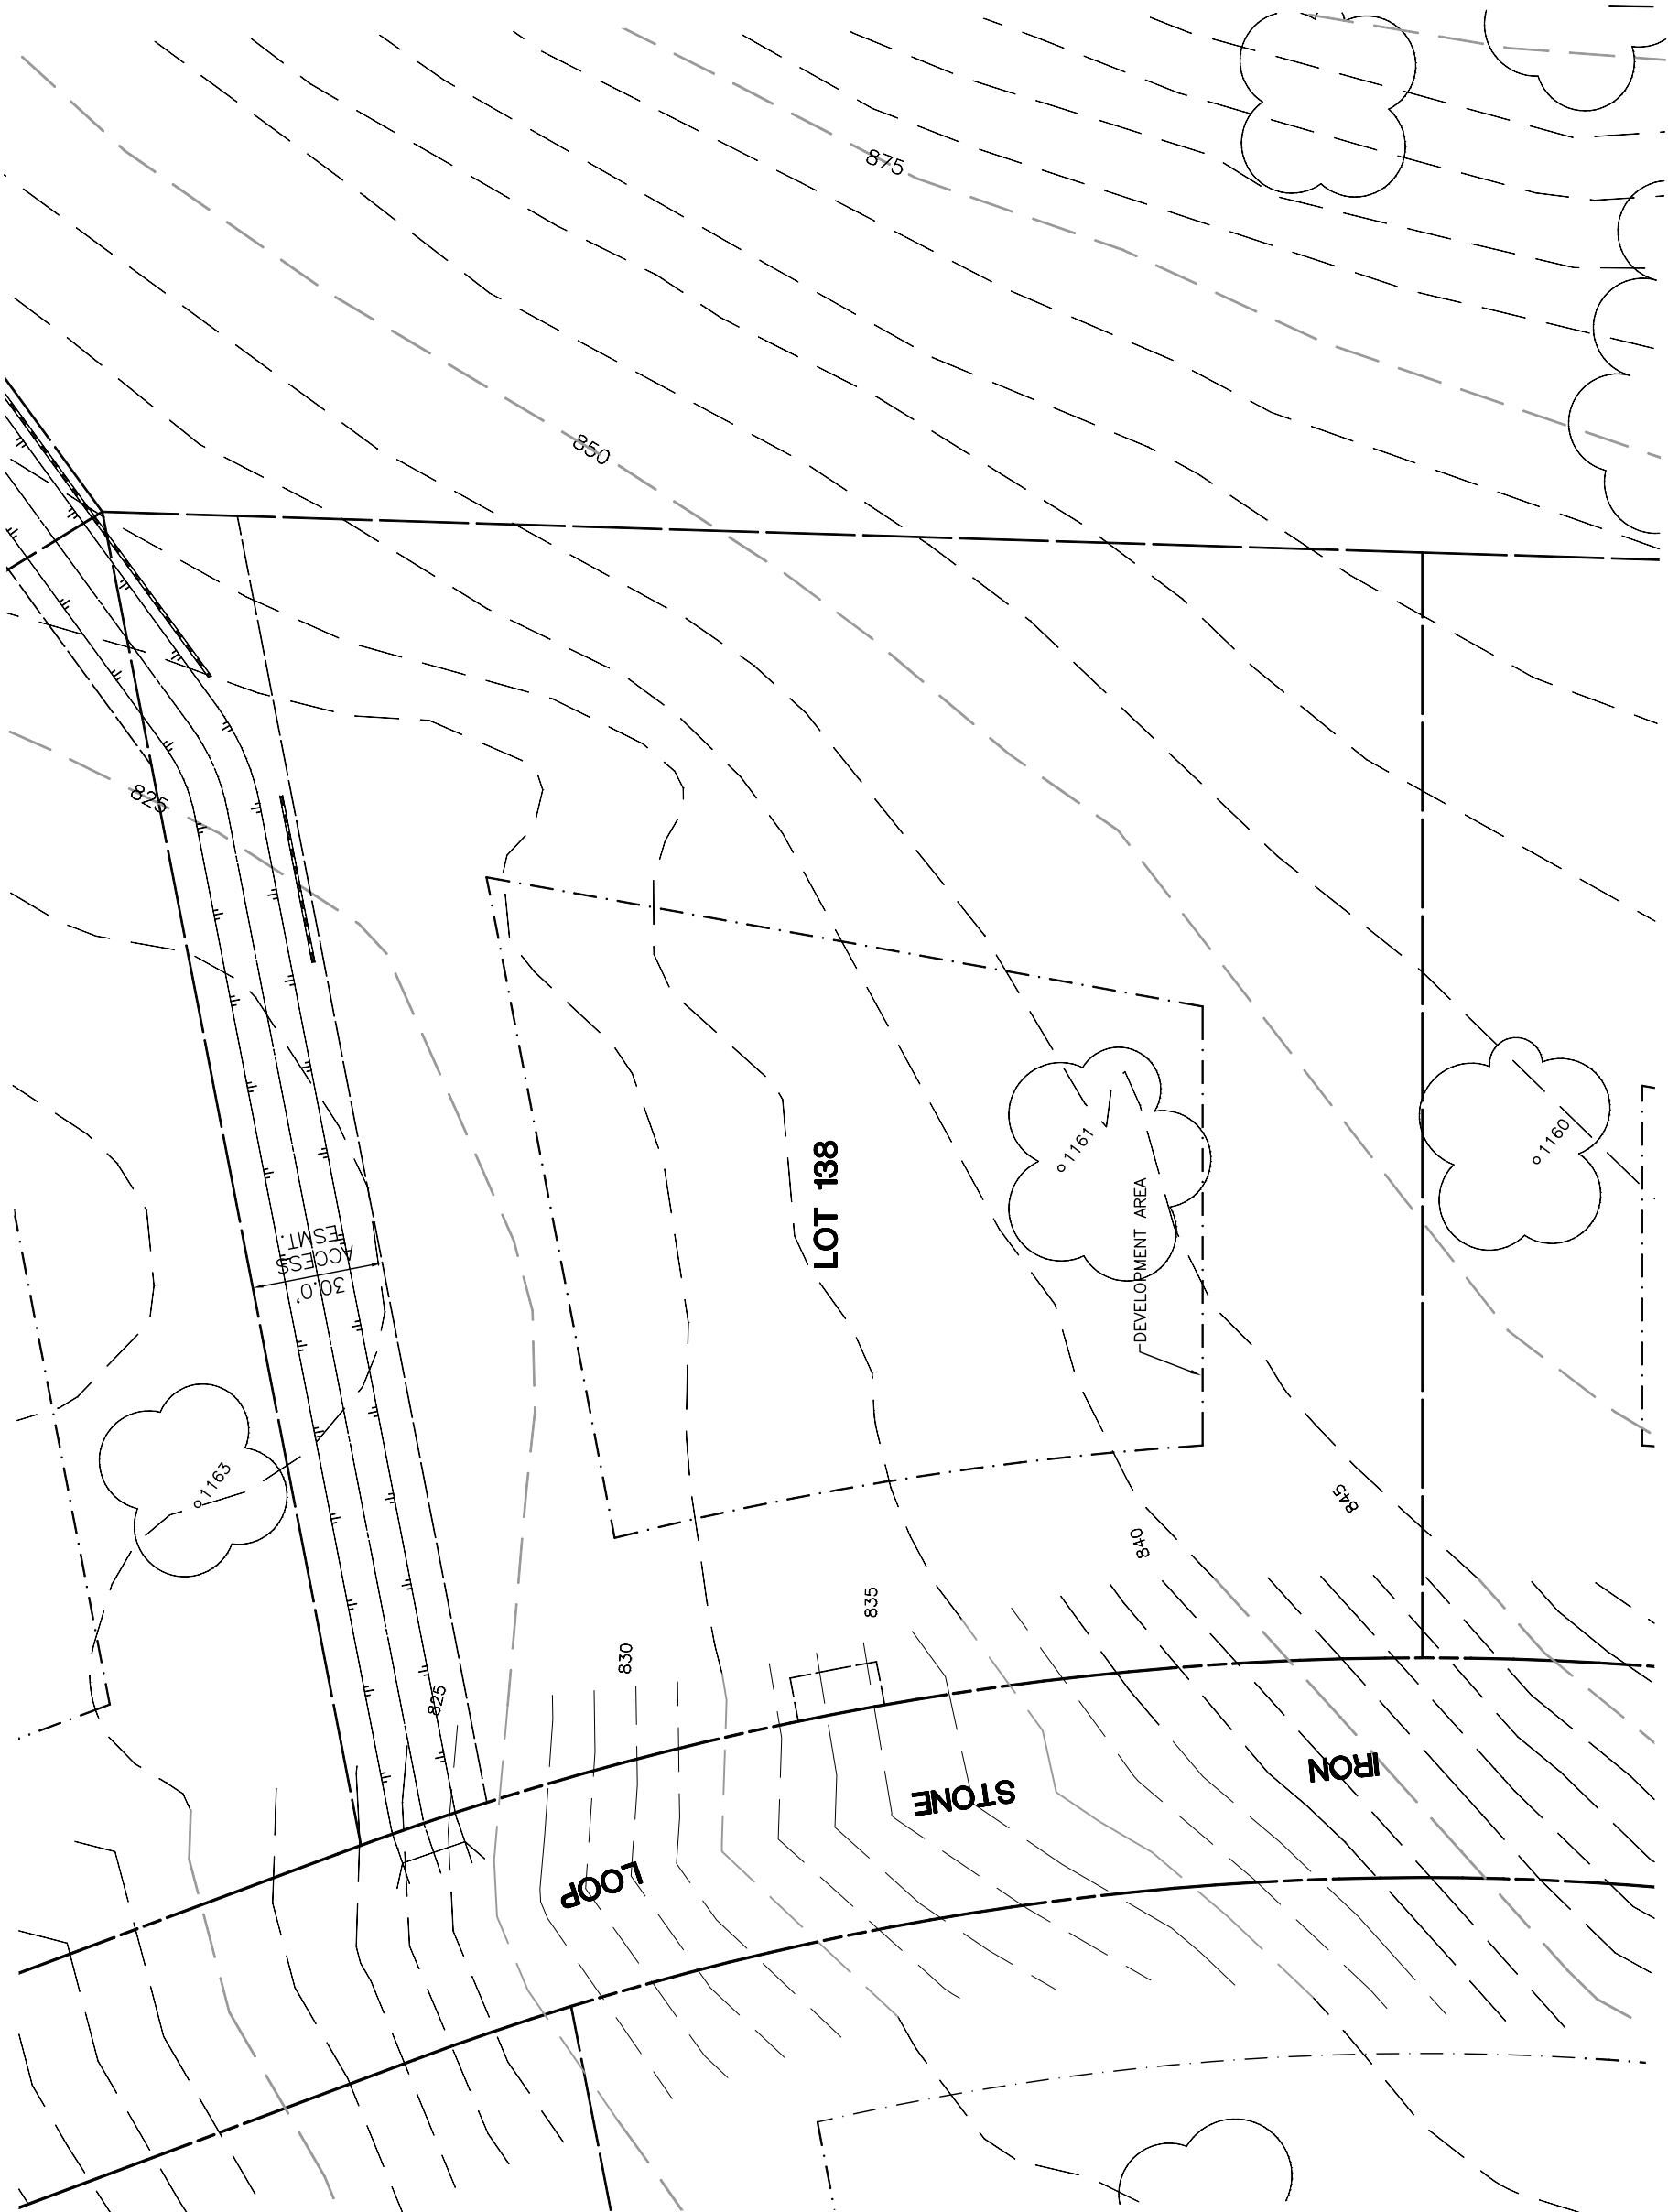 875
850
825
30.0'
ACCESS
ESMT.
LOT 138
1161
1160
DEVELOPMENT AREA
1163
845
840
835
830
825
IRON
STONE
LOOP